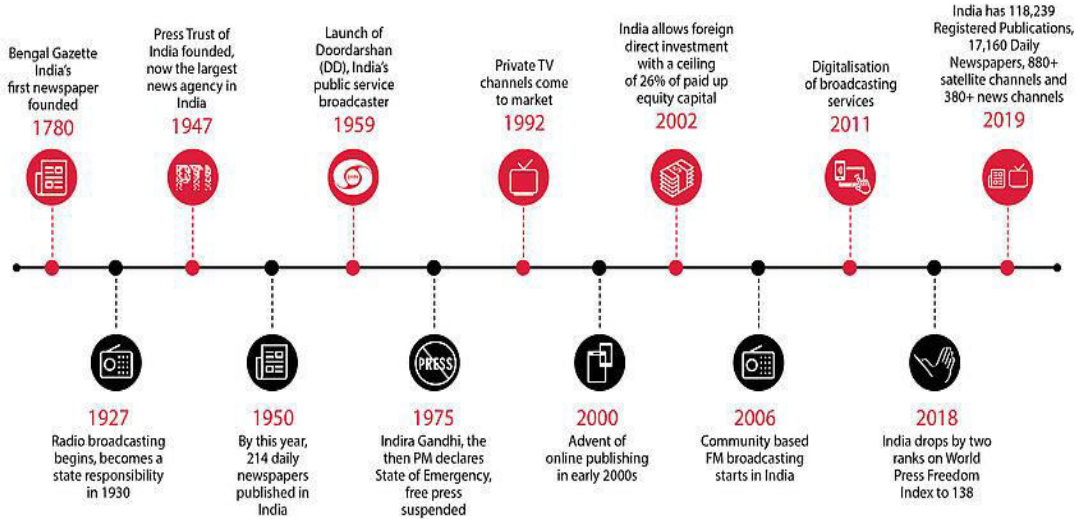 Bengal Gazette
India's
first newspaper
founded
1780
Press Trust of
India founded,
now the largest
news agency in
India
1947
Launch of
Doordarshan
(DD), India's
public service
broadcaster
1959
Private TV
channels come
to market
1992
India allows foreign
direct investment
with a ceiling
of 26% of paid up
equity capital
2002
Digitalisation
of broadcasting
services
2011
India has 118,239
Registered Publications,
17,160 Daily
Newspapers, 880+
satellite channels and
380+ news channels
2019
PTI
PRESS
1927
Radio broadcasting
begins, becomes a
state responsibility
in 1930
1950
By this year,
214 daily
newspapers
published in
India
1975
Indira Gandhi, the
then PM declares
State of Emergency,
free press
suspended
2000
Advent of
online publishing
in early 2000s
2006
Community based
FM broadcasting
starts in India
2018
India drops by two
ranks on World
Press Freedom
Index to 138